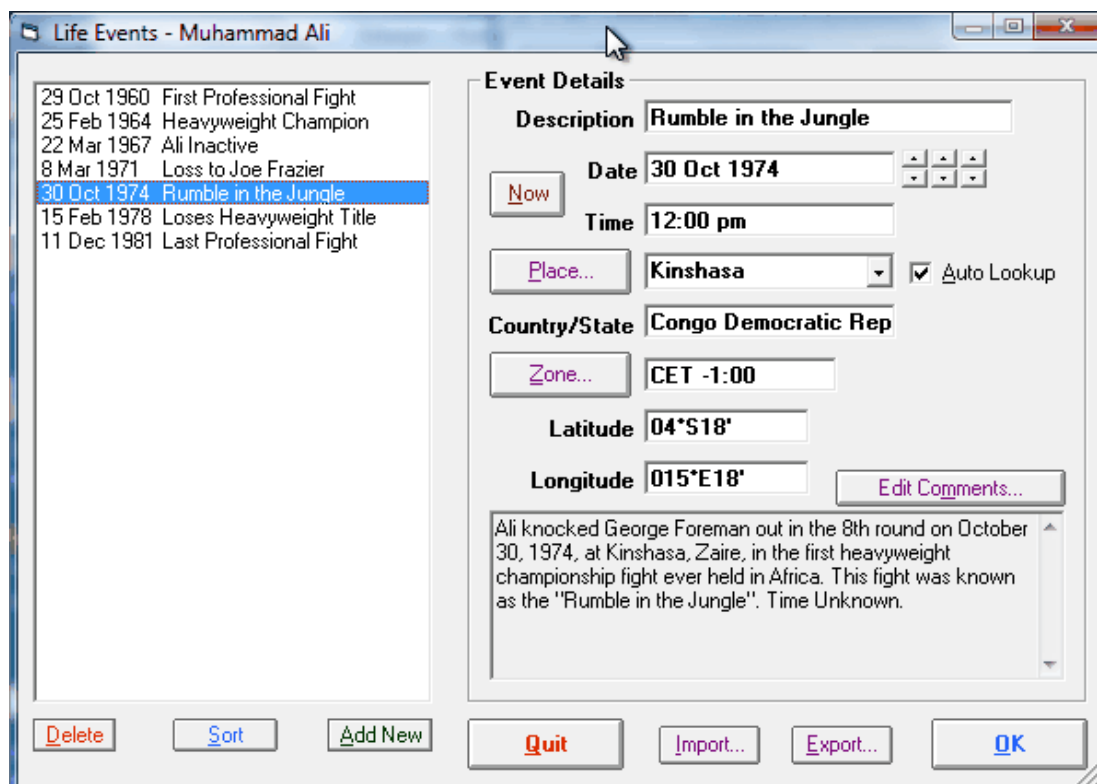 Life Events - Muhammad Ali
29 Oct 1960 First Professional Fight
25 Feb 1964 Heavyweight Champion
22 Mar 1967 Ali Inactive
8 Mar 1971 Loss to Joe Frazier
30 Oct 1974 Rumble in the Jungle
15 Feb 1978 Loses Heavyweight Title
11 Dec 1981 Last Professional Fight
Delete
Sort
Add New
Event Details
Description Rumble in the Jungle
Date 30 Oct 1974
Now
Time 12:00 pm
Place... Kinshasa Auto Lookup
Country/State Congo Democratic Rep
Zone... CET -1:00
Latitude 04°S18'
Longitude 015°E18'
Edit Comments...
Ali knocked George Foreman out in the 8th round on October
30, 1974, at Kinshasa, Zaire, in the first heavyweight
championship fight ever held in Africa. This fight was known
as the "Rumble in the Jungle". Time Unknown.
Quit
Import...
Export...
OK